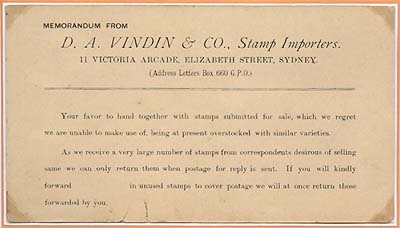 MEMORANDUM FROM
D. A. VINDIN & CO., Stamp Importers.
11 VICTORIA ARCADE, ELIZABETH STREET, SYDNEY.
(Address Letters Box 660 G.P.O.)
Your favor to hand together with stamps submitted for sale, which we regret
we are unable to make use of, being at present overstocked with similar varieties.
As we receive a very large number of stamps from correspondents desirous of selling
same we can only return them when postage for reply is sent. If you will kindly
forward in unused stamps to cover postage we will at once return those
forwarded by you.